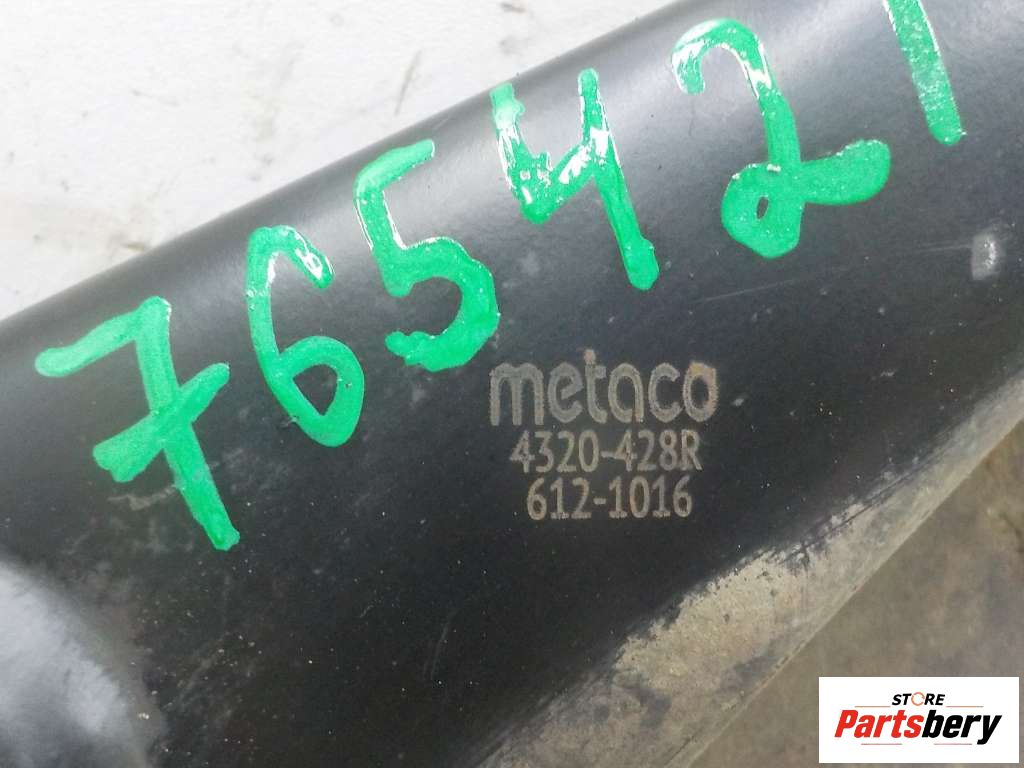 765421
metaco
4320-428R
612-1016
STORE
Partsbery